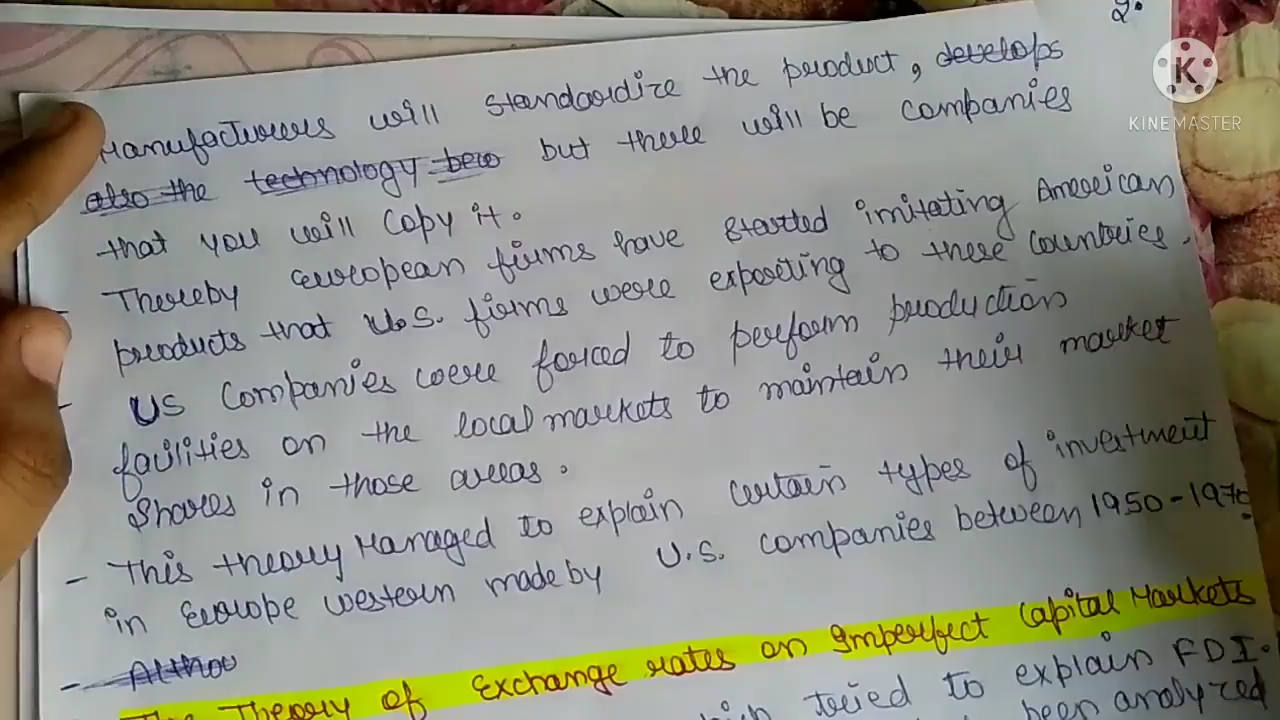 2.
KINEMASTER
Manufacturers will standardize the product, develops
also the technology but there will be companies
that you will copy it.
- Thereby european firms have started imitating American
products that U.S. firms were exporting to these countries.
- US Companies were forced to perform production
facilities on the local markets to maintain their market
Shares in those areas.
- This theory Managed to explain certain types of investment
in Europe western made by U.S. companies between 1950-1970
- Althou
The Theory of Exchange rates on Imperfect Capital Markets
tried to explain FDI.
been analyzed